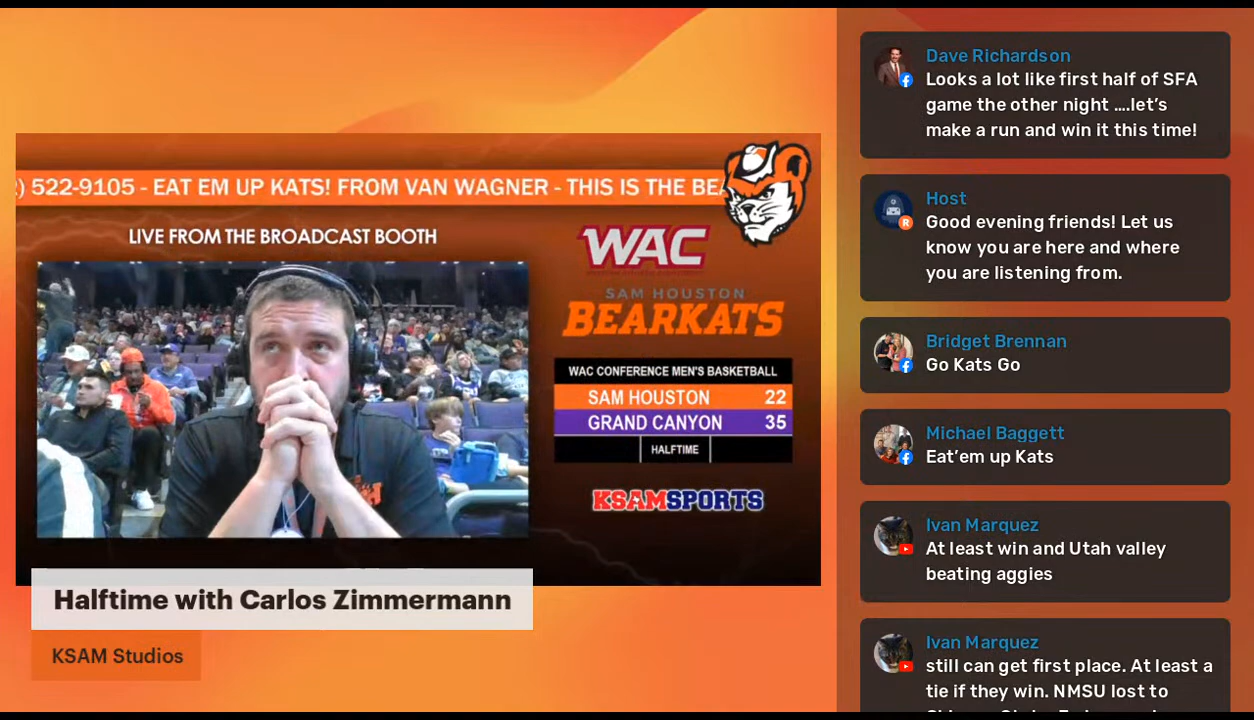 ) 522-9105 - EAT EM UP KATS! FROM VAN WAGNER - THIS IS THE BEA
LIVE FROM THE BROADCAST BOOTH
WAC
SAM HOUSTON
BEARKATS
WAC CONFERENCE MEN'S BASKETBALL
SAM HOUSTON 22
GRAND CANYON 35
HALFTIME
KSAMSPORTS
Halftime with Carlos Zimmermann
KSAM Studios
Dave Richardson
Looks a lot like first half of SFA
game the other night ....let’s
make a run and win it this time!
Host
Good evening friends! Let us
know you are here and where
you are listening from.
Bridget Brennan
Go Kats Go
Michael Baggett
Eat’em up Kats
Ivan Marquez
At least win and Utah valley
beating aggies
Ivan Marquez
still can get first place. At least a
tie if they win. NMSU lost to